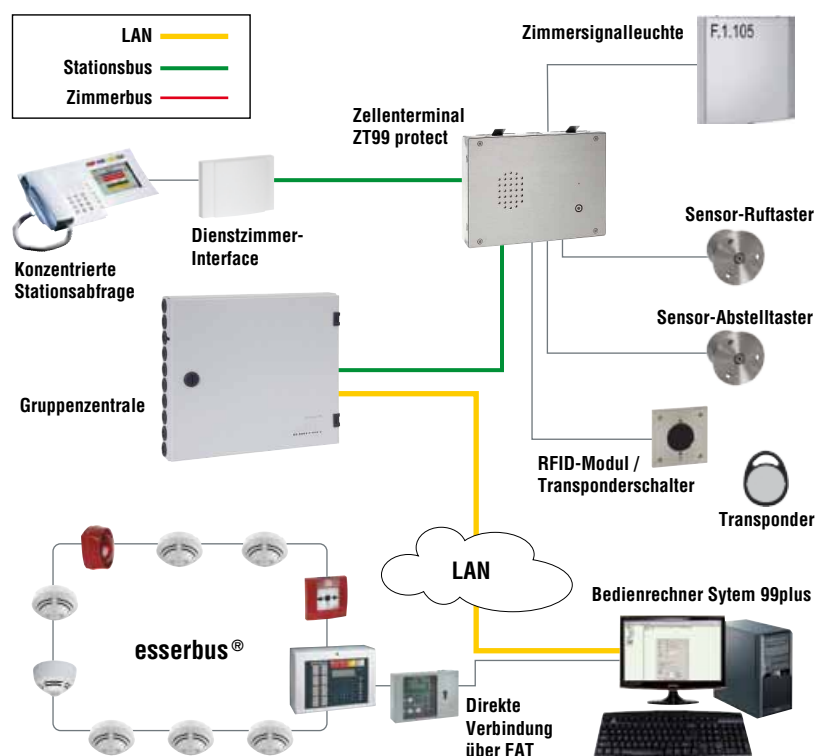 LAN
Stationsbus
Zimmerbus
Zimmersignalleuchte
F.1.105
Zellenterminal
ZT99 protect
Konzentrierte
Stationsabfrage
Dienstzimmer-
Interface
Sensor-Ruftaster
Sensor-Abstelltaster
Gruppenzentrale
RFID-Modul /
Transponderschalter
Transponder
LAN
Bedienrechner Sytem 99plus
esserbus®
Direkte
Verbindung
über FAT